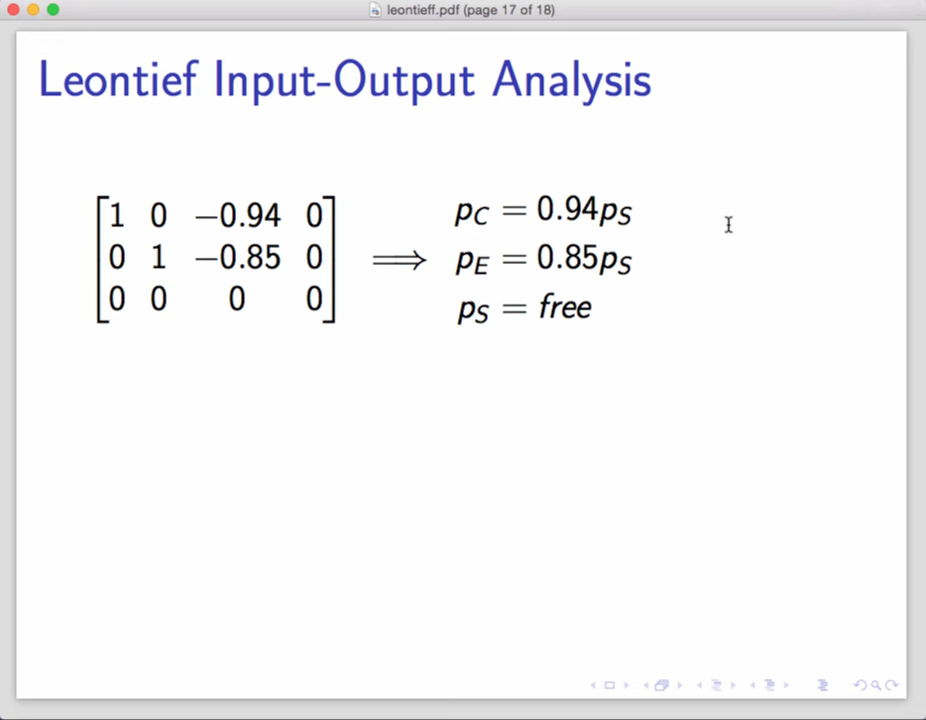 leontieff.pdf (page 17 of 18)
Leontief Input-Output Analysis
[1 0 −0.94 0] p_C = 0.94p_S
[0 1 −0.85 0] ⟹ p_E = 0.85p_S
[0 0 0 0] p_S = free